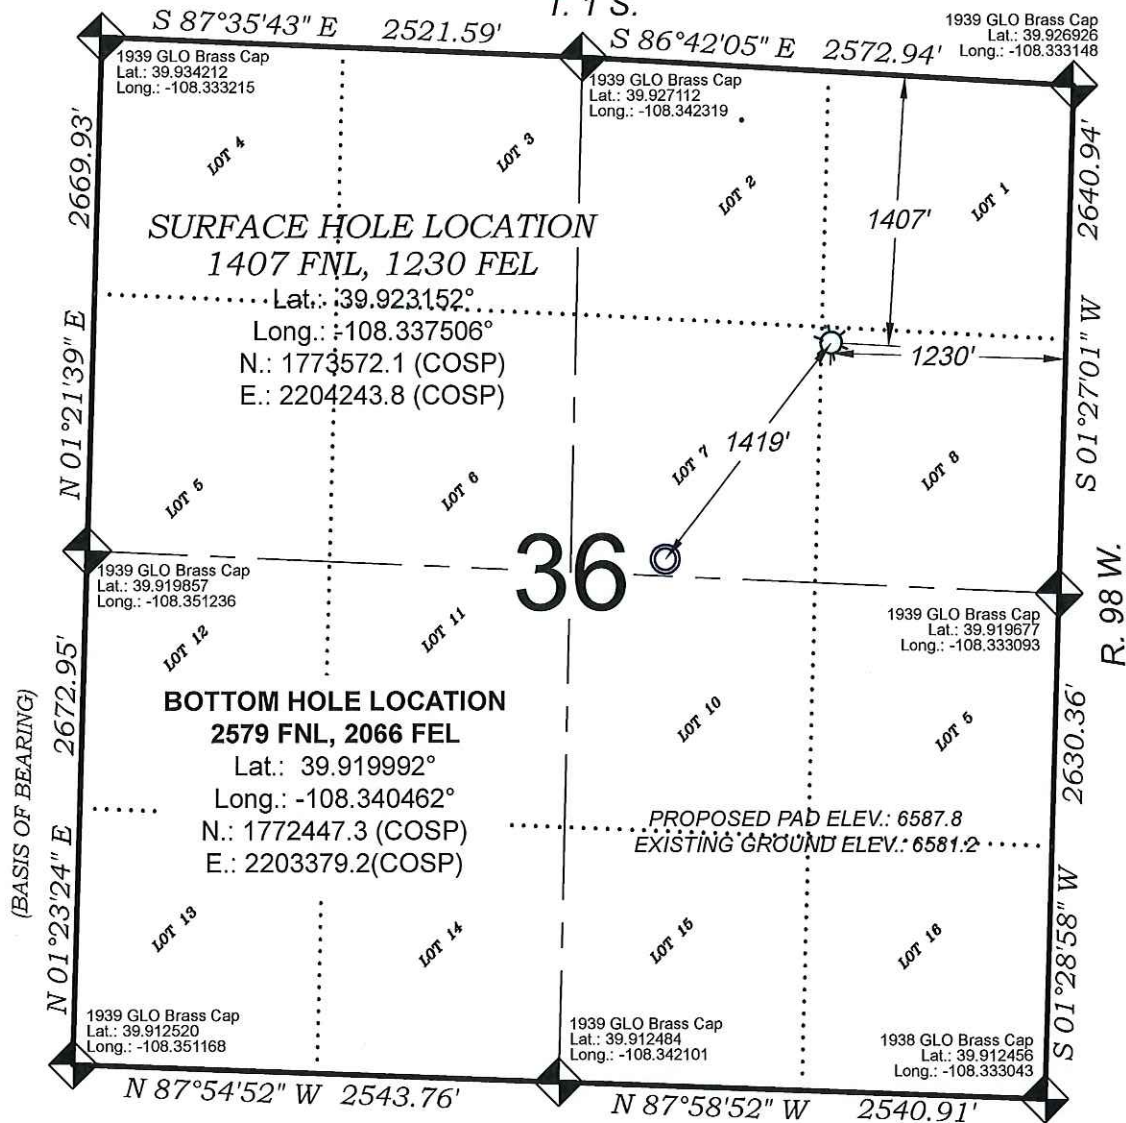 T. 1 S.
S 87°35'43" E 2521.59'
S 86°42'05" E 2572.94'
1939 GLO Brass Cap
Lat.: 39.926926
Long.: -108.333148
1939 GLO Brass Cap
Lat.: 39.934212
Long.: -108.333215
1939 GLO Brass Cap
Lat.: 39.927112
Long.: -108.342319
2669.93'
N 01°21'39" E
2640.94'
S 01°27'01" W
LOT 4
LOT 3
LOT 2
LOT 1
1407'
SURFACE HOLE LOCATION
1407 FNL, 1230 FEL
Lat.: 39.923152°
Long.: -108.337506°
N.: 1773572.1 (COSP)
E.: 2204243.8 (COSP)
1230'
1419'
LOT 5
LOT 6
LOT 7
LOT 8
36
R. 98 W.
1939 GLO Brass Cap
Lat.: 39.919857
Long.: -108.351236
1939 GLO Brass Cap
Lat.: 39.919677
Long.: -108.333093
LOT 12
LOT 11
LOT 10
LOT 5
(BASIS OF BEARING)
N 01°23'24" E
2672.95'
2630.36'
S 01°28'58" W
BOTTOM HOLE LOCATION
2579 FNL, 2066 FEL
Lat.: 39.919992°
Long.: -108.340462°
N.: 1772447.3 (COSP)
E.: 2203379.2(COSP)
PROPOSED PAD ELEV.: 6587.8
EXISTING GROUND ELEV.: 6581.2
LOT 13
LOT 14
LOT 15
LOT 16
1939 GLO Brass Cap
Lat.: 39.912520
Long.: -108.351168
1939 GLO Brass Cap
Lat.: 39.912484
Long.: -108.342101
1938 GLO Brass Cap
Lat.: 39.912456
Long.: -108.333043
N 87°54'52" W 2543.76'
N 87°58'52" W 2540.91'